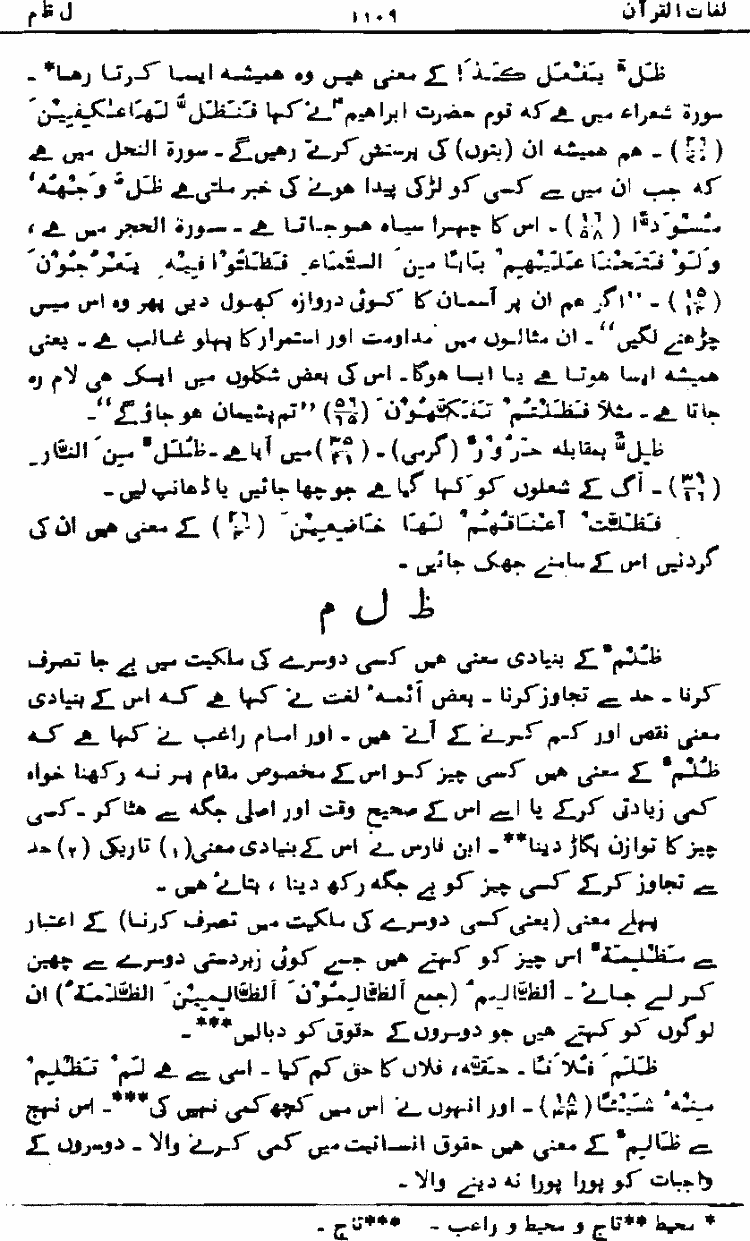 لغات القرآن ۱۱۰۹ ل ظ م
ظَلَّ يَفْعَلُ كَذَا کے معنی ہیں وہ ہمیشہ ایسا کرتا رہا* ۔
سورۃ شعراء میں ہے کہ قوم حضرت ابراہیمؑ نے کہا فَنَظَلُّ لَهَا عَاكِفِيْنَ
(۲۶/۷۱) ۔ ہم ہمیشہ ان (بتوں) کی پرستش کرتے رہیں گے ۔ سورۃ النحل میں ہے
کہ جب ان میں سے کسی کو لڑکی پیدا ہونے کی خبر ملتی ہے ظَلَّ وَجْهُهٗ
مُسْوَدًّا (۱۶/۵۸) ۔ اس کا چہرا سیاہ ہو جاتا ہے ۔ سورۃ الحجر میں ہے ،
وَلَوْ فَتَحْنَا عَلَيْهِمْ بَابًا مِّنَ السَّمَاءِ فَظَلُّوْا فِيْهِ يَعْرُجُوْنَ
(۱۵/۱۴) ۔ ”اگر ہم ان پر آسمان کا کوئی دروازہ کھول دیں پھر وہ اس میں
چڑھنے لگیں“ ۔ ان مثالوں میں مداومت اور استمرار کا پہلو غالب ہے ۔ یعنی
ہمیشہ ایسا ہوتا ہے یا ایسا ہوگا ۔ اس کی بعض شکلوں میں ایک ہی لام رہ
جاتا ہے ۔ مثلاً فَظَلْتُمْ تَفَكَّهُوْنَ (۵۶/۶۵) ”تم پشیمان ہو جاؤ گے“ ۔
ظِلٌّ بمقابلہ حَرُوْرٌ (گرمی) ۔ (۳۵/۲۱) میں آیا ہے ۔ ظُلَلٌ مِّنَ النَّارِ
(۳۹/۱۶) ۔ آگ کے شعلوں کو کہا گیا ہے جو چھا جائیں یا ڈھانپ لیں ۔
فَظَلَّتْ اَعْنَاقُهُمْ لَهَا خَاضِعِيْنَ (۲۶/۴) کے معنی ہیں ان کی
گردنیں اس کے سامنے جھک جائیں ۔
ظ ل م
ظُلْمٌ کے بنیادی معنی ہیں کسی دوسرے کی ملکیت میں بے جا تصرف
کرنا ۔ حد سے تجاوز کرنا ۔ بعض أئمہ لغت نے کہا ہے کہ اس کے بنیادی
معنی نقص اور کم کرنے کے آتے ہیں ۔ اور امام راغب نے کہا ہے کہ
ظُلْمٌ کے معنی ہیں کسی چیز کو اس کے مخصوص مقام پر نہ رکھنا خواہ
کمی زیادتی کرکے یا اسے اس کے صحیح وقت اور اصلی جگہ سے ہٹا کر ۔ کسی
چیز کا توازن بگاڑ دینا** ۔ ابن فارس نے اس کے بنیادی معنی (۱) تاریکی (۲) حد
سے تجاوز کرکے کسی چیز کو بے جگہ رکھ دینا ، بتائے ہیں ۔
پہلے معنی (یعنی کسی دوسرے کی ملکیت میں تصرف کرنا) کے اعتبار
سے مَظْلِمَةٌ اس چیز کو کہتے ہیں جسے کوئی زبردستی دوسرے سے چھین
کر لے جائے ۔ اَلظَّالِمُ (جمع اَلظَّالِمُوْنَ اَلظَّالِمِيْنَ الظَّلَمَةُ) ان
لوگوں کو کہتے ہیں جو دوسروں کے حقوق کو دبالیں*** ۔
ظَلَمَ فُلَانًا ۔ حَقَّهٗ، فلاں کا حق کم کیا ۔ اسی سے ہے لَمْ تَظْلِمْ
مِنْهُ شَيْئًا (۱۸/۳۳) ۔ اور انہوں نے اس میں کچھ کمی نہیں کی*** ۔ اس نہج
سے ظَالِمٌ کے معنی ہیں حقوق انسانیت میں کمی کرنے والا ۔ دوسروں کے
واجبات کو پورا پورا نہ دینے والا ۔
* محیط **تاج و محیط و راغب ۔ ***تاج ۔